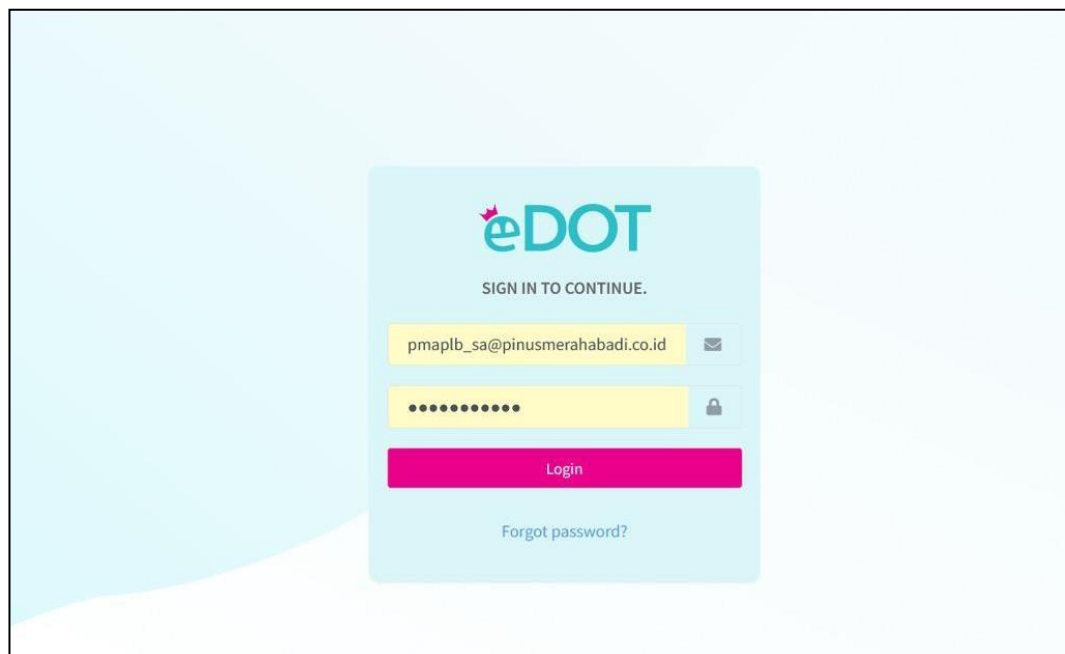 eDOT
SIGN IN TO CONTINUE.
pmaplb_sa@pinusmerahabadi.co.id
•••••••••••
Login
Forgot password?